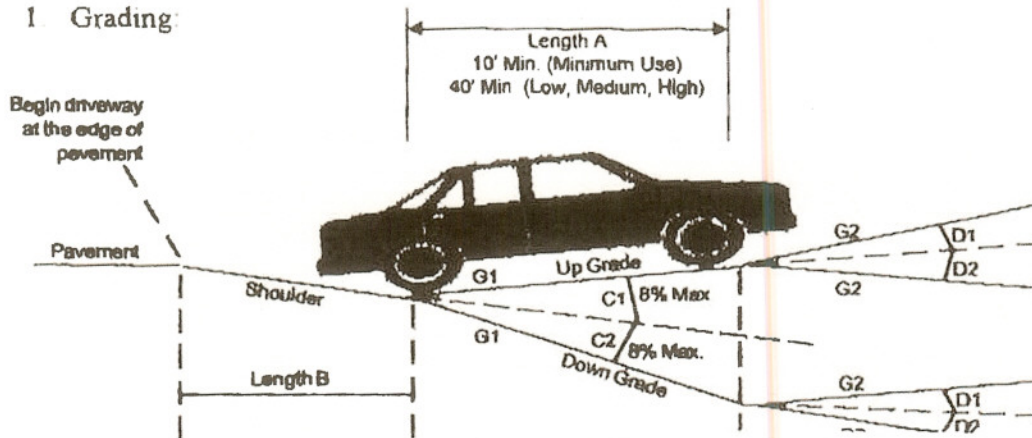 1 Grading:
Length A
10' Min. (Minimum Use)
40' Min (Low, Medium, High)
Begin driveway
at the edge of
pavement
Pavement
Shoulder
G1
Up Grade
G2
D1
D2
G2
C1
8% Max
G1
C2
8% Max.
Down Grade
Length B
G2
D1
D2